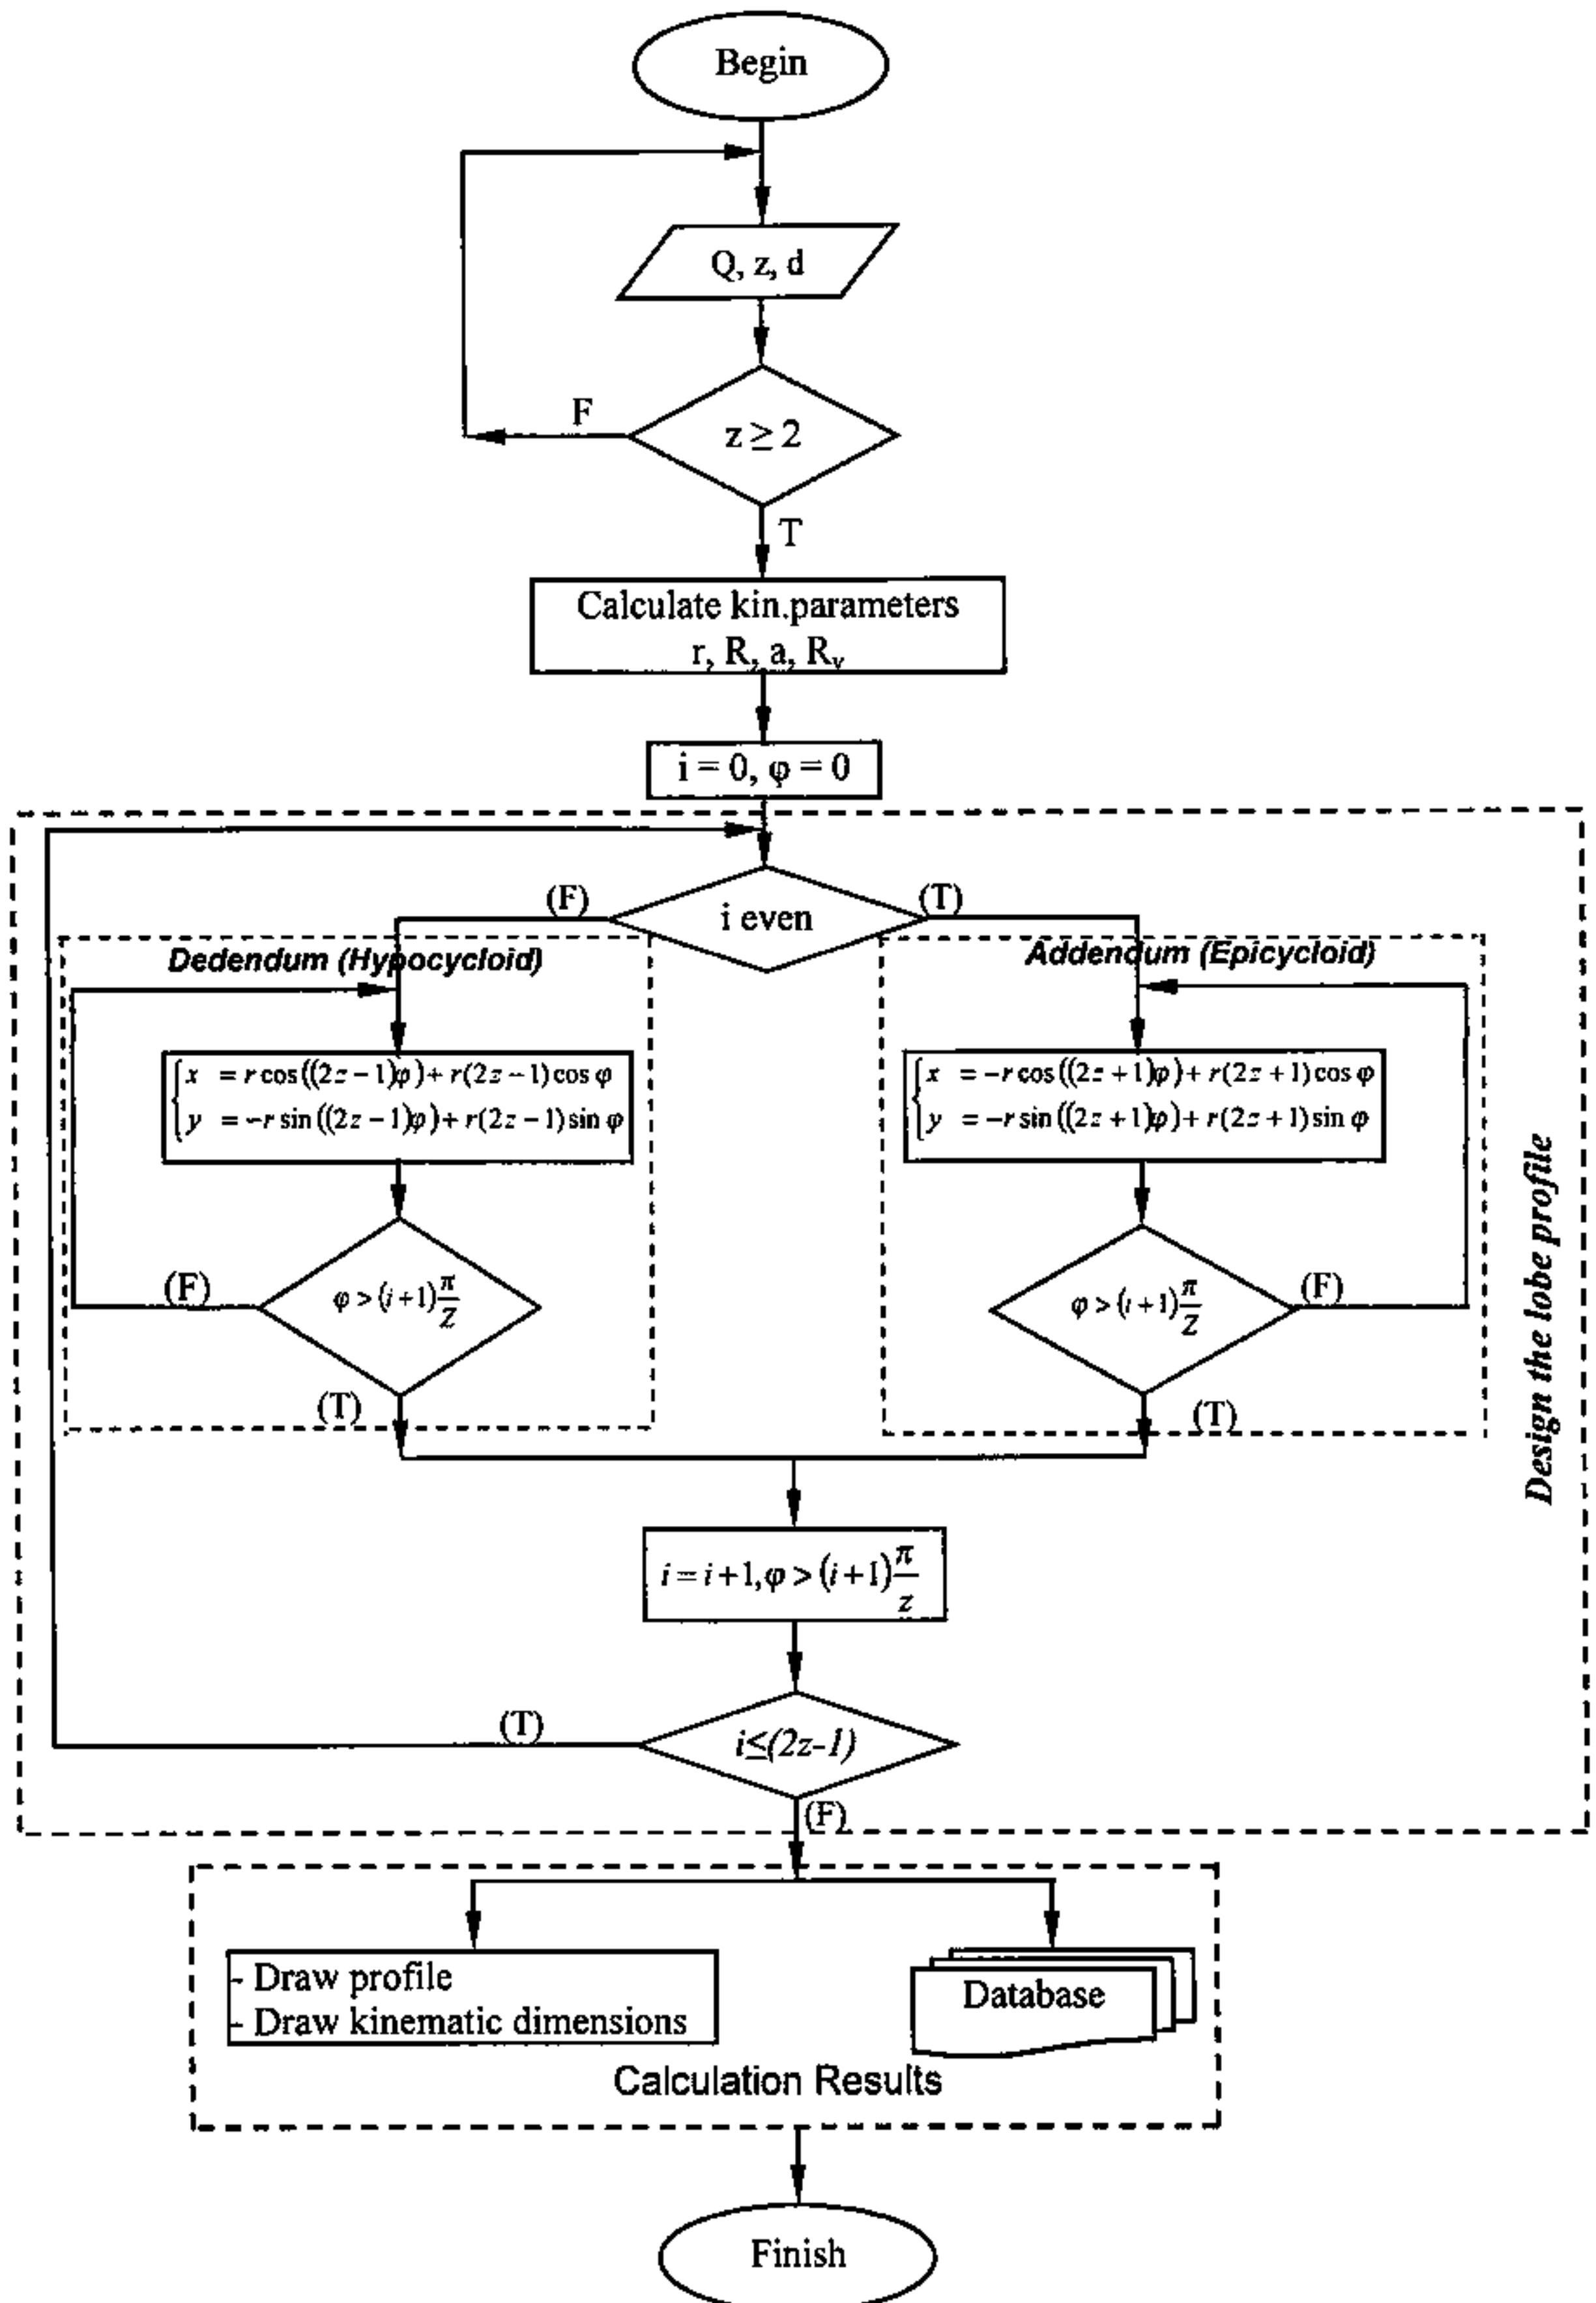 Begin
Q, z, d
z ≥ 2
F
T
Calculate kin.parameters
r, R, a, Rv
i = 0, φ = 0
i even
(F)
(T)
Dedendum (Hypocycloid)
x = r cos((2z − 1)φ) + r(2z − 1) cos φ
y = −r sin((2z − 1)φ) + r(2z − 1) sin φ
φ > (i + 1) π/Z
(F)
(T)
Addendum (Epicycloid)
x = −r cos((2z + 1)φ) + r(2z + 1) cos φ
y = −r sin((2z + 1)φ) + r(2z + 1) sin φ
φ > (i + 1) π/Z
(F)
(T)
Design the lobe profile
i = i + 1, φ > (i + 1) π/z
i≤(2z-1)
(T)
(F)
- Draw profile
- Draw kinematic dimensions
Database
Calculation Results
Finish